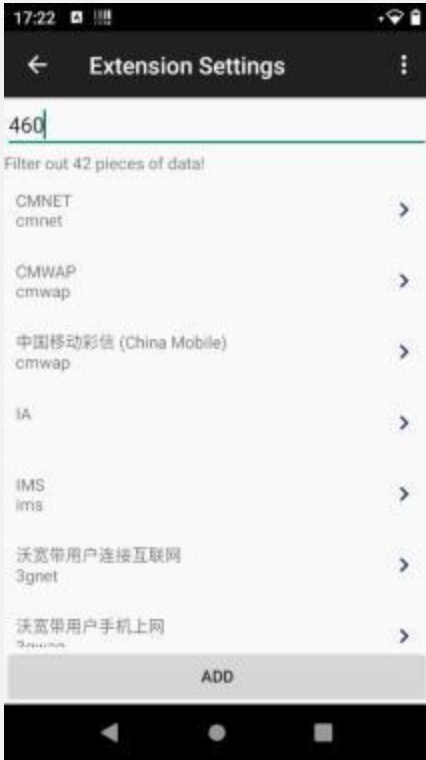 17:22
Extension Settings
460
Filter out 42 pieces of data!
CMNET
cmnet
CMWAP
cmwap
中国移动彩信 (China Mobile)
cmwap
IA
IMS
ims
沃宽带用户连接互联网
3gnet
沃宽带用户手机上网
ADD